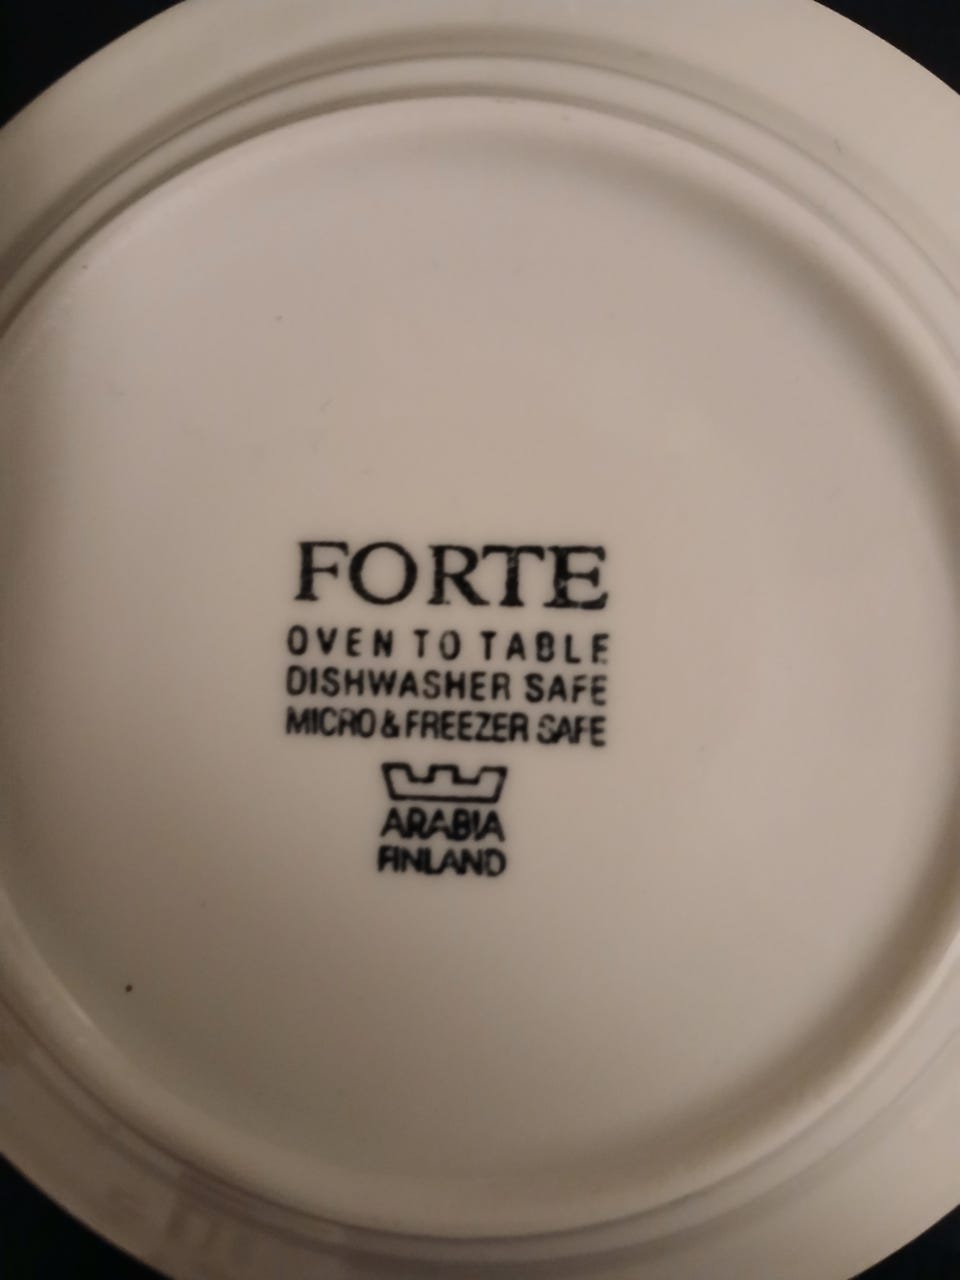 FORTE
OVEN TO TABLE
DISHWASHER SAFE
MICRO & FREEZER SAFE
ARABIA
FINLAND